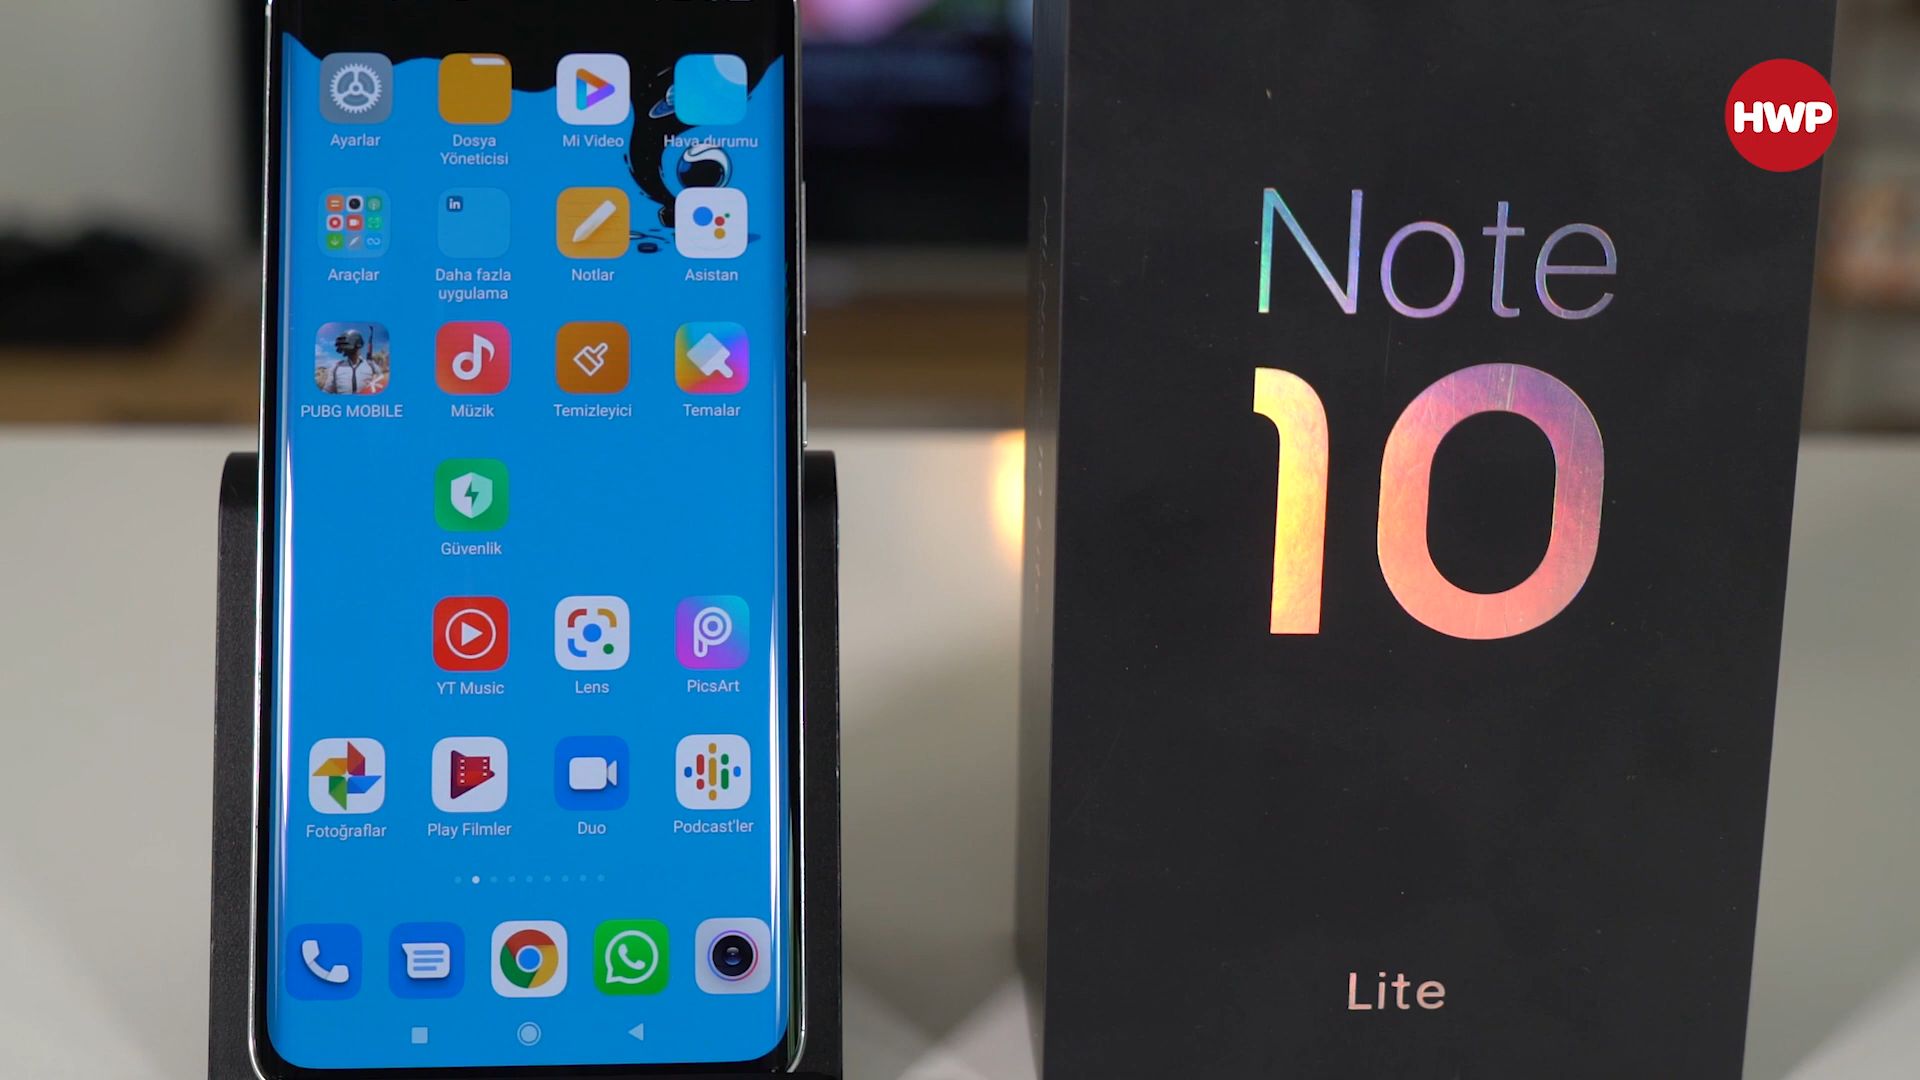 Ayarlar
Dosya
Yöneticisi
Mi Video
Hava durumu
in
Araçlar
Daha fazla
uygulama
Notlar
Asistan
PUBG MOBILE
Müzik
Temizleyici
Temalar
Güvenlik
YT Music
Lens
PicsArt
Fotoğraflar
Play Filmler
Duo
Podcast'ler
HWP
Note
10
Lite